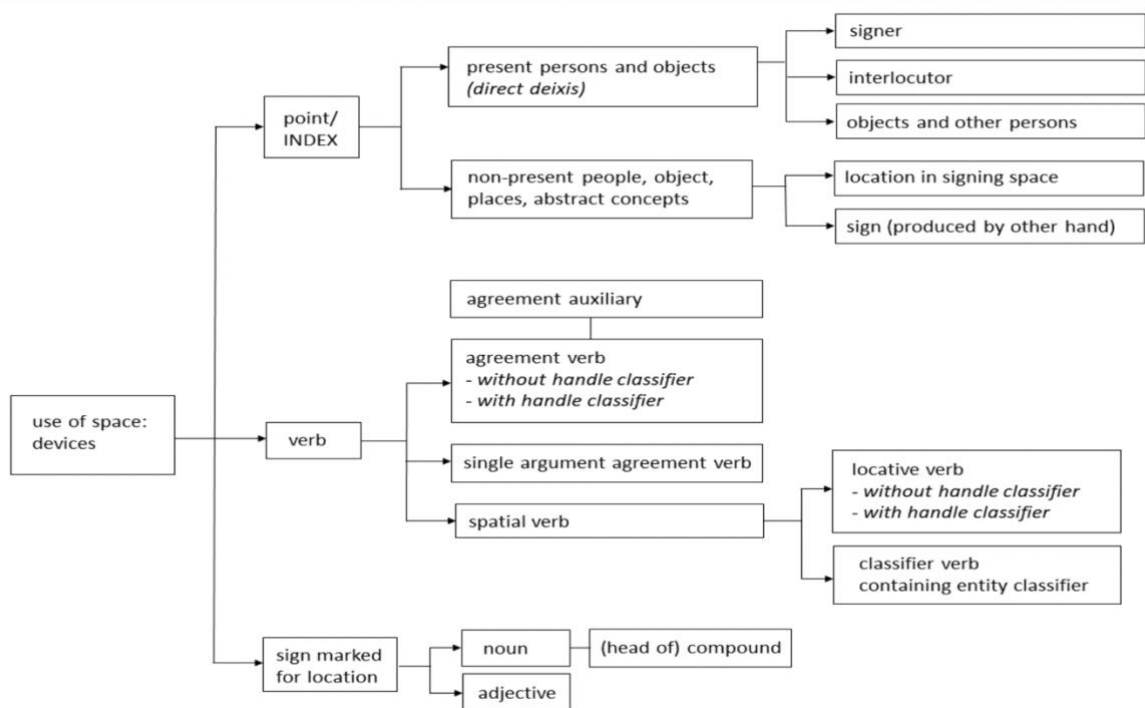 signer
present persons and objects
(direct deixis)
interlocutor
point/
INDEX
objects and other persons
non-present people, object,
places, abstract concepts
location in signing space
sign (produced by other hand)
agreement auxiliary
agreement verb
- without handle classifier
- with handle classifier
use of space:
devices
verb
single argument agreement verb
locative verb
- without handle classifier
- with handle classifier
spatial verb
classifier verb
containing entity classifier
sign marked
for location
noun
(head of) compound
adjective